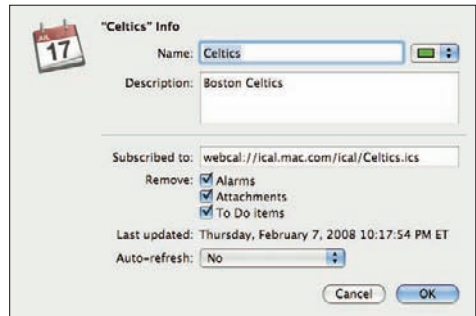 "Celtics" Info
JUL
17
Name: Celtics
Description: Boston Celtics
Subscribed to: webcal://ical.mac.com/ical/Celtics.ics
Remove: Alarms
Attachments
To Do items
Last updated: Thursday, February 7, 2008 10:17:54 PM ET
Auto-refresh: No
Cancel OK